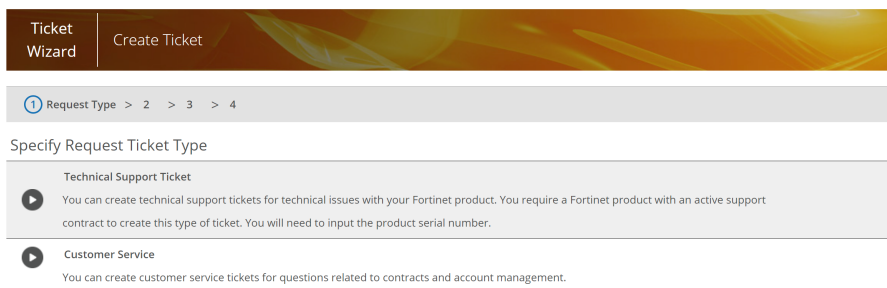 Ticket
Wizard
Create Ticket
1 Request Type > 2 > 3 > 4
Specify Request Ticket Type
Technical Support Ticket
You can create technical support tickets for technical issues with your Fortinet product. You require a Fortinet product with an active support
contract to create this type of ticket. You will need to input the product serial number.
Customer Service
You can create customer service tickets for questions related to contracts and account management.